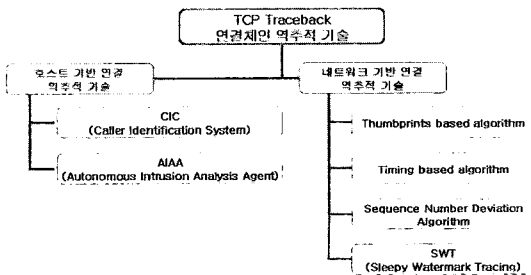 TCP Traceback
연결체인 역추적 기술
호스트 기반 연결
역추적 기술
네트워크 기반 연결
역추적 기술
CIC
(Caller Identification System)
AIAA
(Autonomous Intrusion Analysis Agent)
Thumbprints based algorithm
Timing based algorithm
Sequence Number Deviation
Algorithm
SWT
(Sleepy Watermark Tracing)